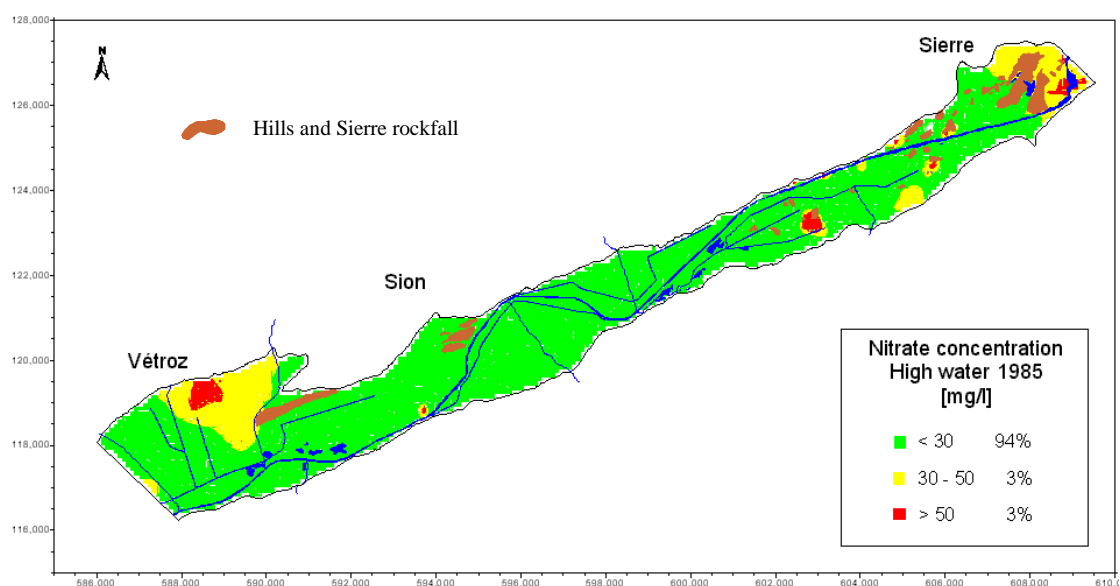 128,000
Sierre
N
126,000
Hills and Sierre rockfall
124,000
122,000
Sion
120,000
Vétroz
Nitrate concentration
High water 1985
[mg/l]
< 30 94%
30 - 50 3%
> 50 3%
118,000
116,000
586,000 588,000 590,000 592,000 594,000 596,000 598,000 600,000 602,000 604,000 606,000 608,000 610.0